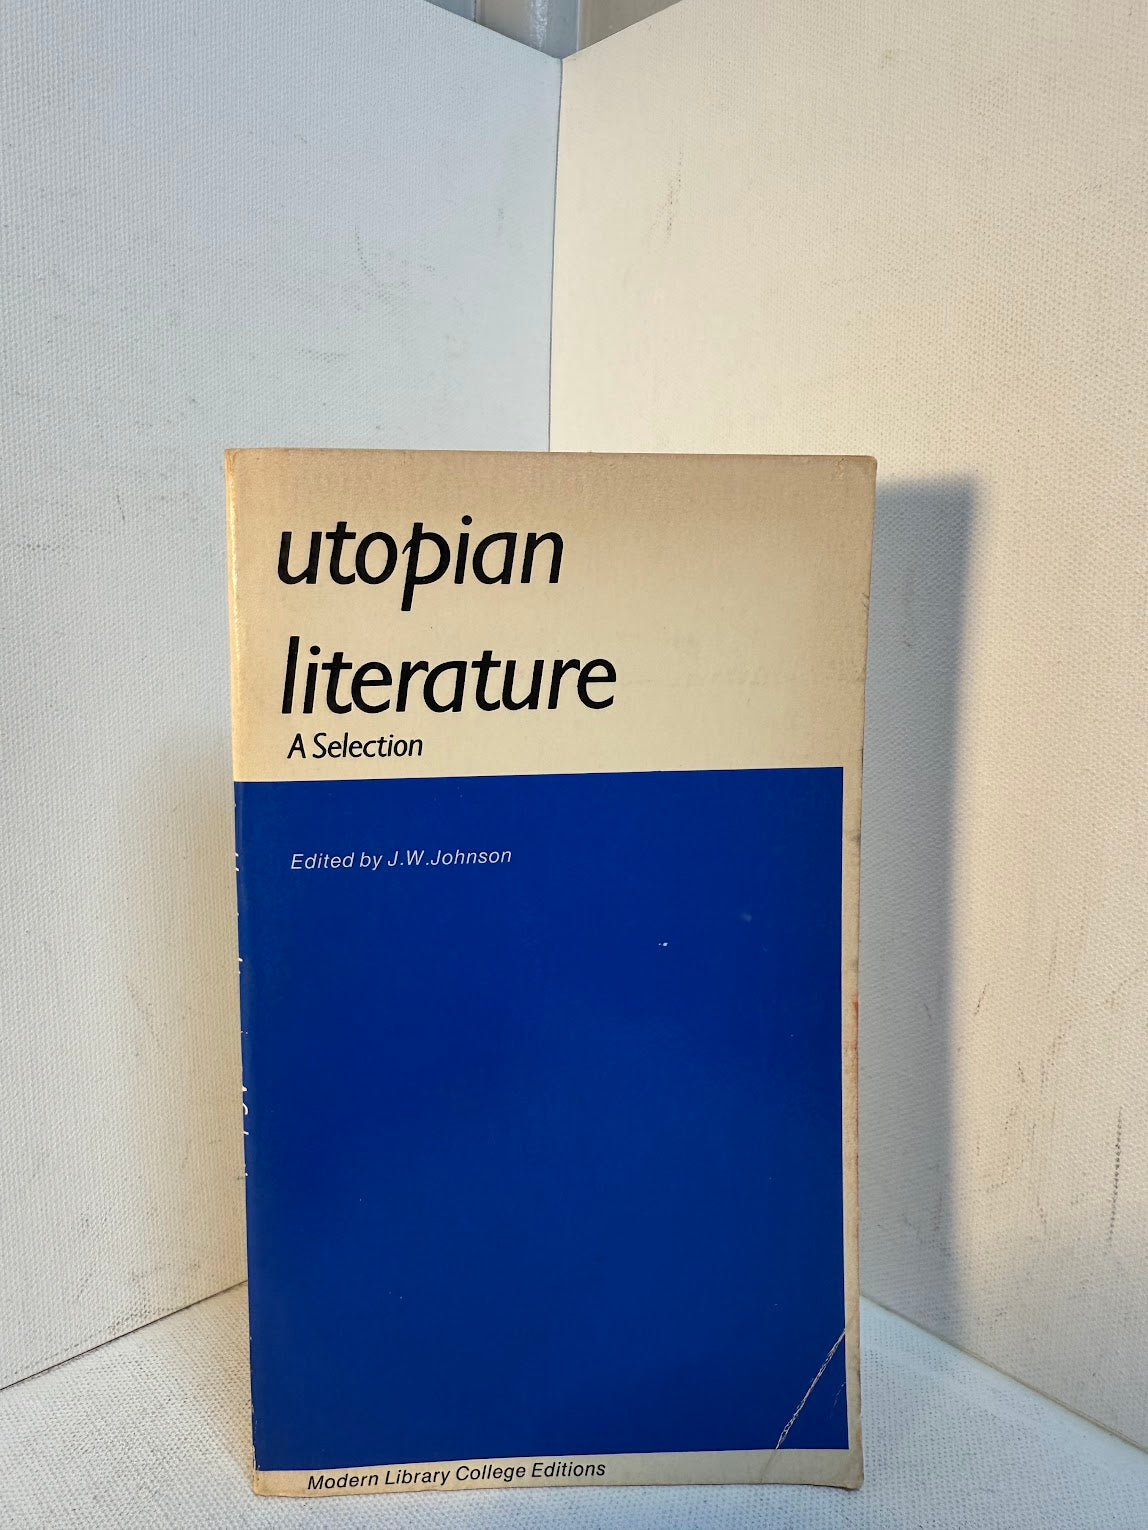 utopian
literature
A Selection
Edited by J.W.Johnson
Modern Library College Editions